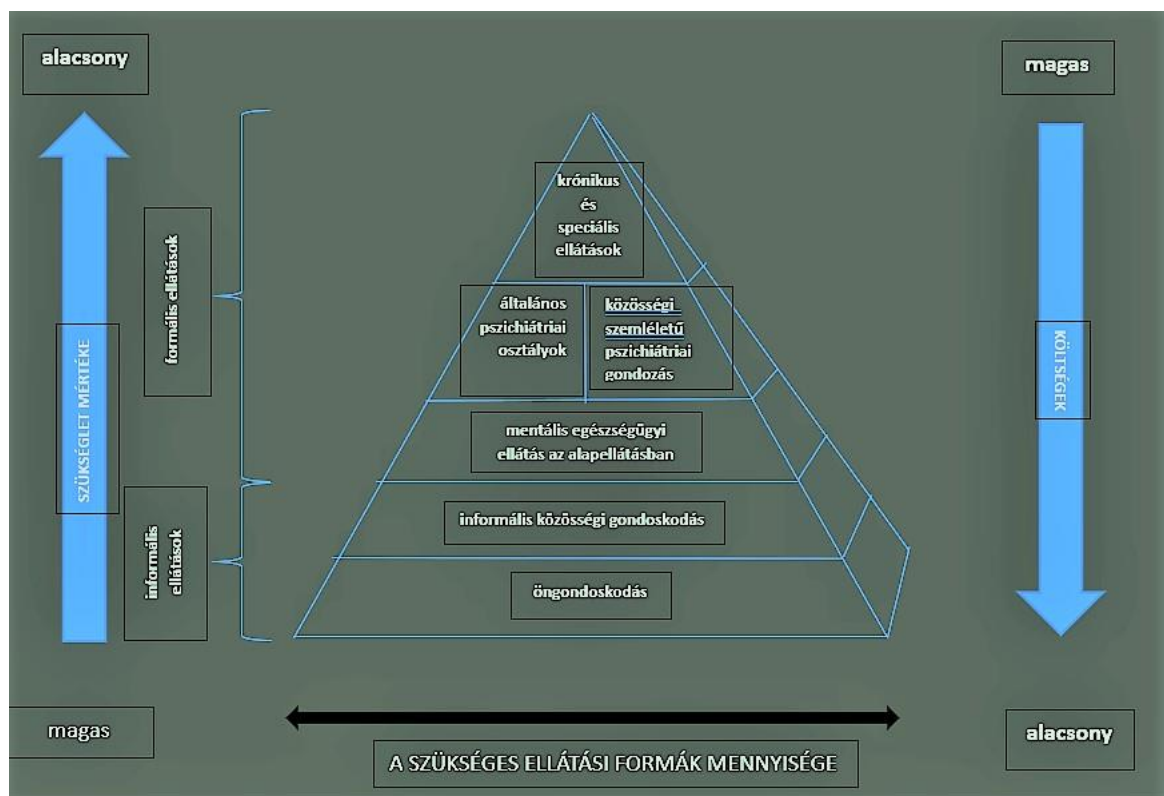 alacsony
magas
krónikus
és
speciális
ellátások
formális ellátások
általános
pszichiátriai
osztályok
közösségi
szemléletű
pszichiátriai
gondozás
SZÜKSÉGLET MÉRTÉKE
KÖLTSÉGEK
mentális egészségügyi
ellátás az alapellátásban
informális
ellátások
informális közösségi gondoskodás
öngondoskodás
magas
alacsony
A SZÜKSÉGES ELLÁTÁSI FORMÁK MENNYISÉGE